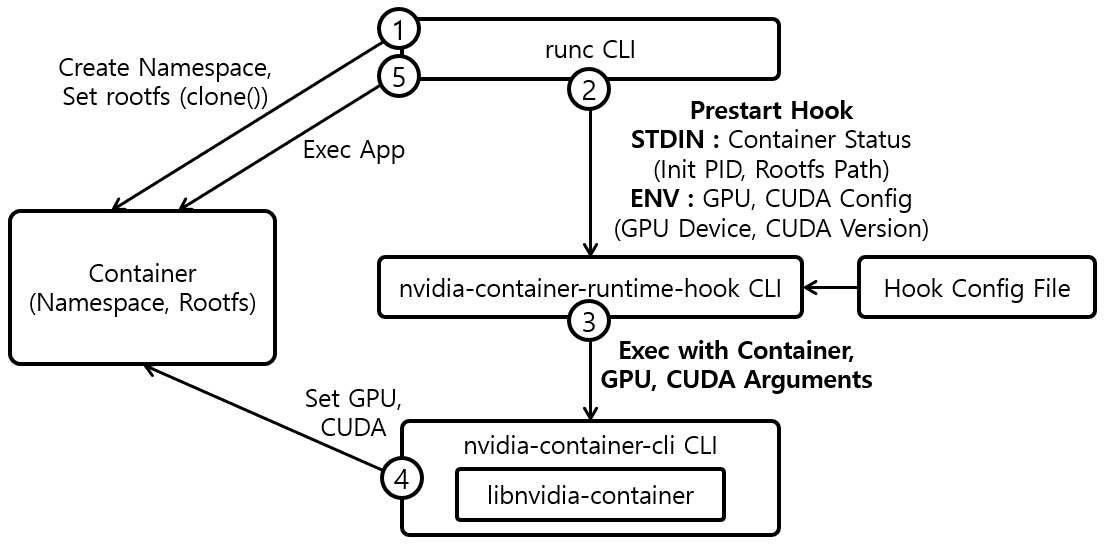 1
runc CLI
5
2
Create Namespace,
Set rootfs (clone())
Exec App
Prestart Hook
STDIN : Container Status
(Init PID, Rootfs Path)
ENV : GPU, CUDA Config
(GPU Device, CUDA Version)
Container
(Namespace, Rootfs)
nvidia-container-runtime-hook CLI
Hook Config File
3
Exec with Container,
GPU, CUDA Arguments
Set GPU,
CUDA
4
nvidia-container-cli CLI
libnvidia-container